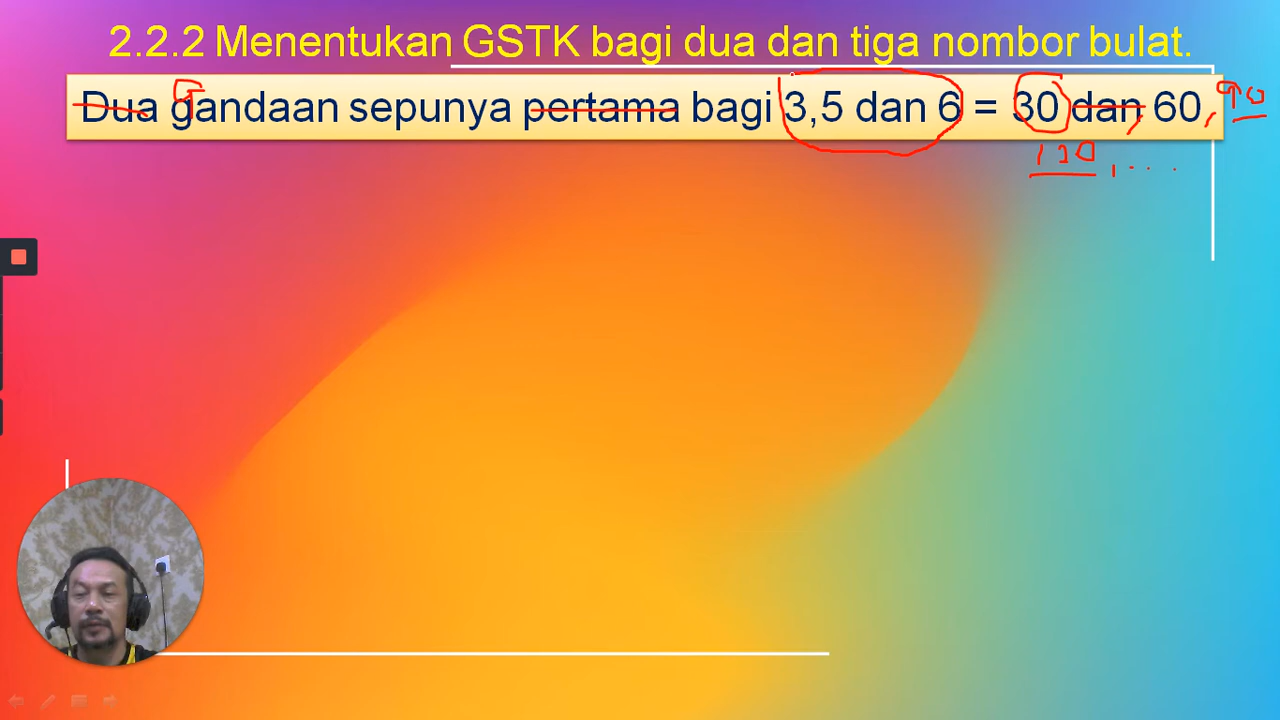 2.2.2 Menentukan GSTK bagi dua dan tiga nombor bulat.
Dua gandaan sepunya pertama bagi 3,5 dan 6 = 30 dan 60, 90
120, ....